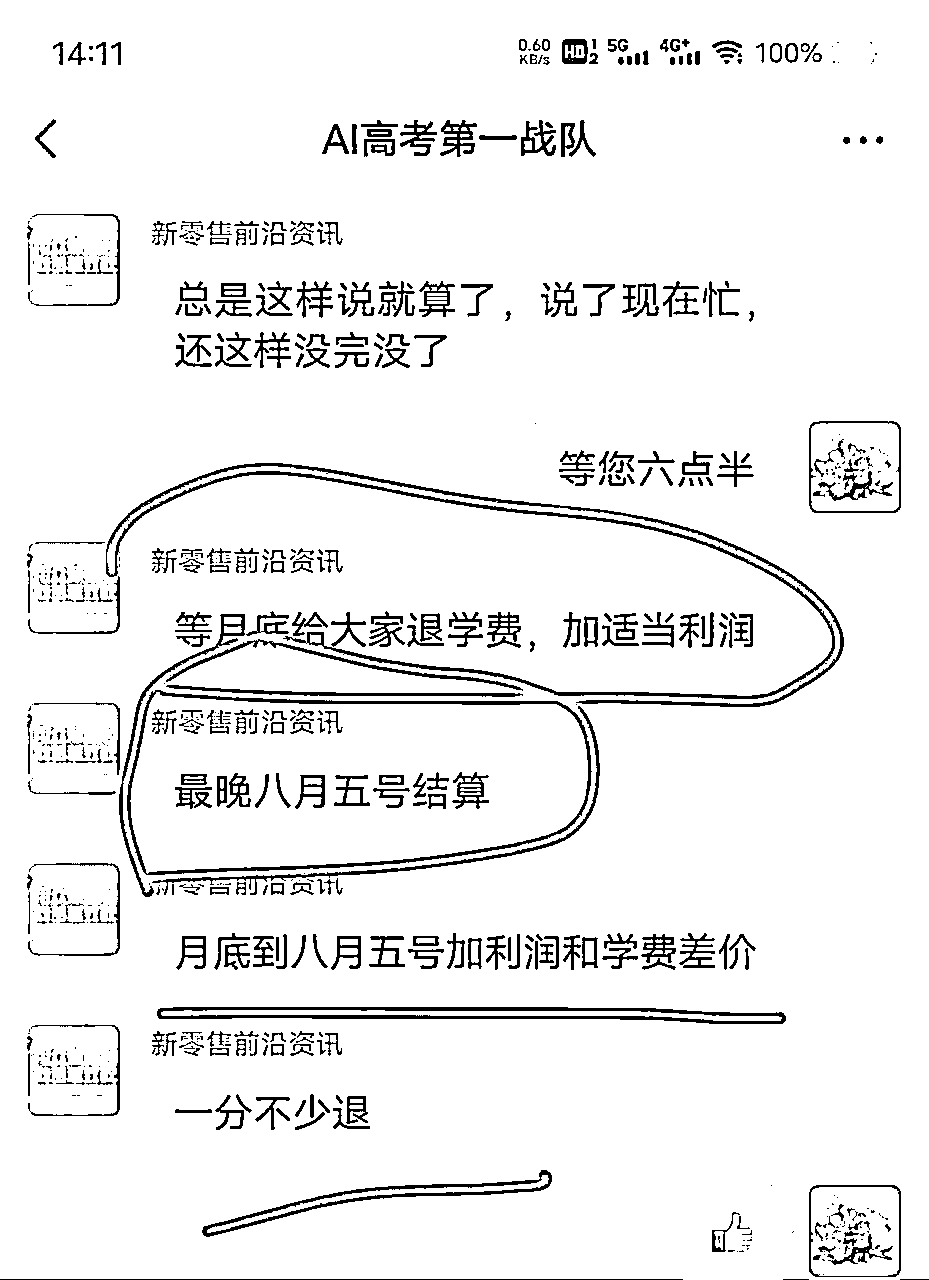 14:11
0.60 KB/s HD 1 2 5G 4G+ 100%
AI高考第一战队
新零售前沿资讯
总是这样说就算了，说了现在忙，
还这样没完没了
等您六点半
新零售前沿资讯
等月底给大家退学费，加适当利润
新零售前沿资讯
最晚八月五号结算
新零售前沿资讯
月底到八月五号加利润和学费差价
新零售前沿资讯
一分不少退